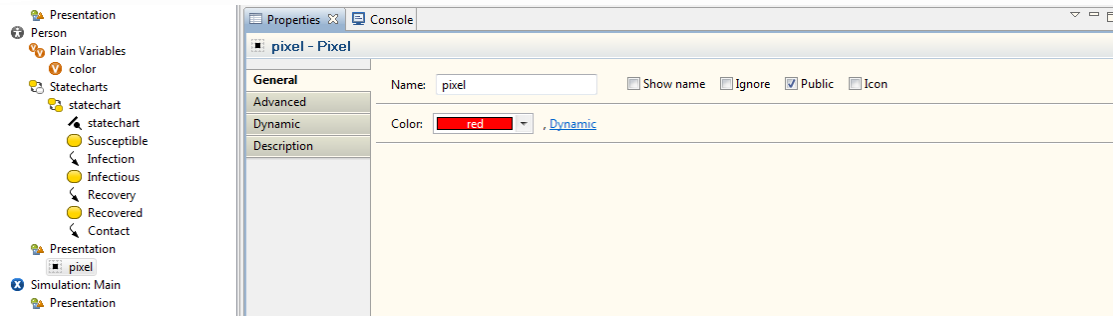 Presentation
Person
Plain Variables
color
Statecharts
statechart
statechart
Susceptible
Infection
Infectious
Recovery
Recovered
Contact
Presentation
pixel
Simulation: Main
Presentation
Properties Console
pixel - Pixel
General
Advanced
Dynamic
Description
Name: pixel Show name Ignore Public Icon
Color: red , Dynamic